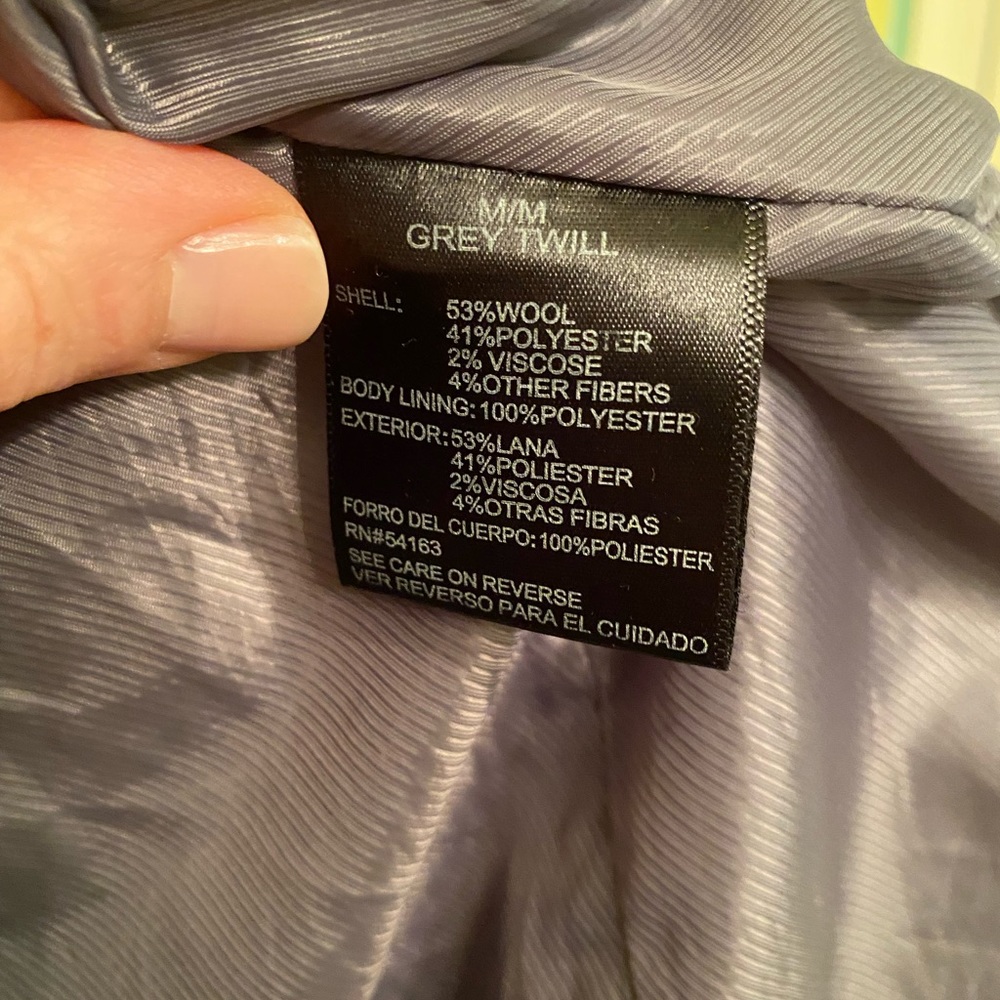 M/M
GREY TWILL
SHELL: 53%WOOL
41%POLYESTER
2% VISCOSE
4%OTHER FIBERS
BODY LINING:100%POLYESTER
EXTERIOR:53%LANA
41%POLIESTER
2%VISCOSA
4%OTRAS FIBRAS
FORRO DEL CUERPO:100%POLIESTER
RN#54163
SEE CARE ON REVERSE
VER REVERSO PARA EL CUIDADO